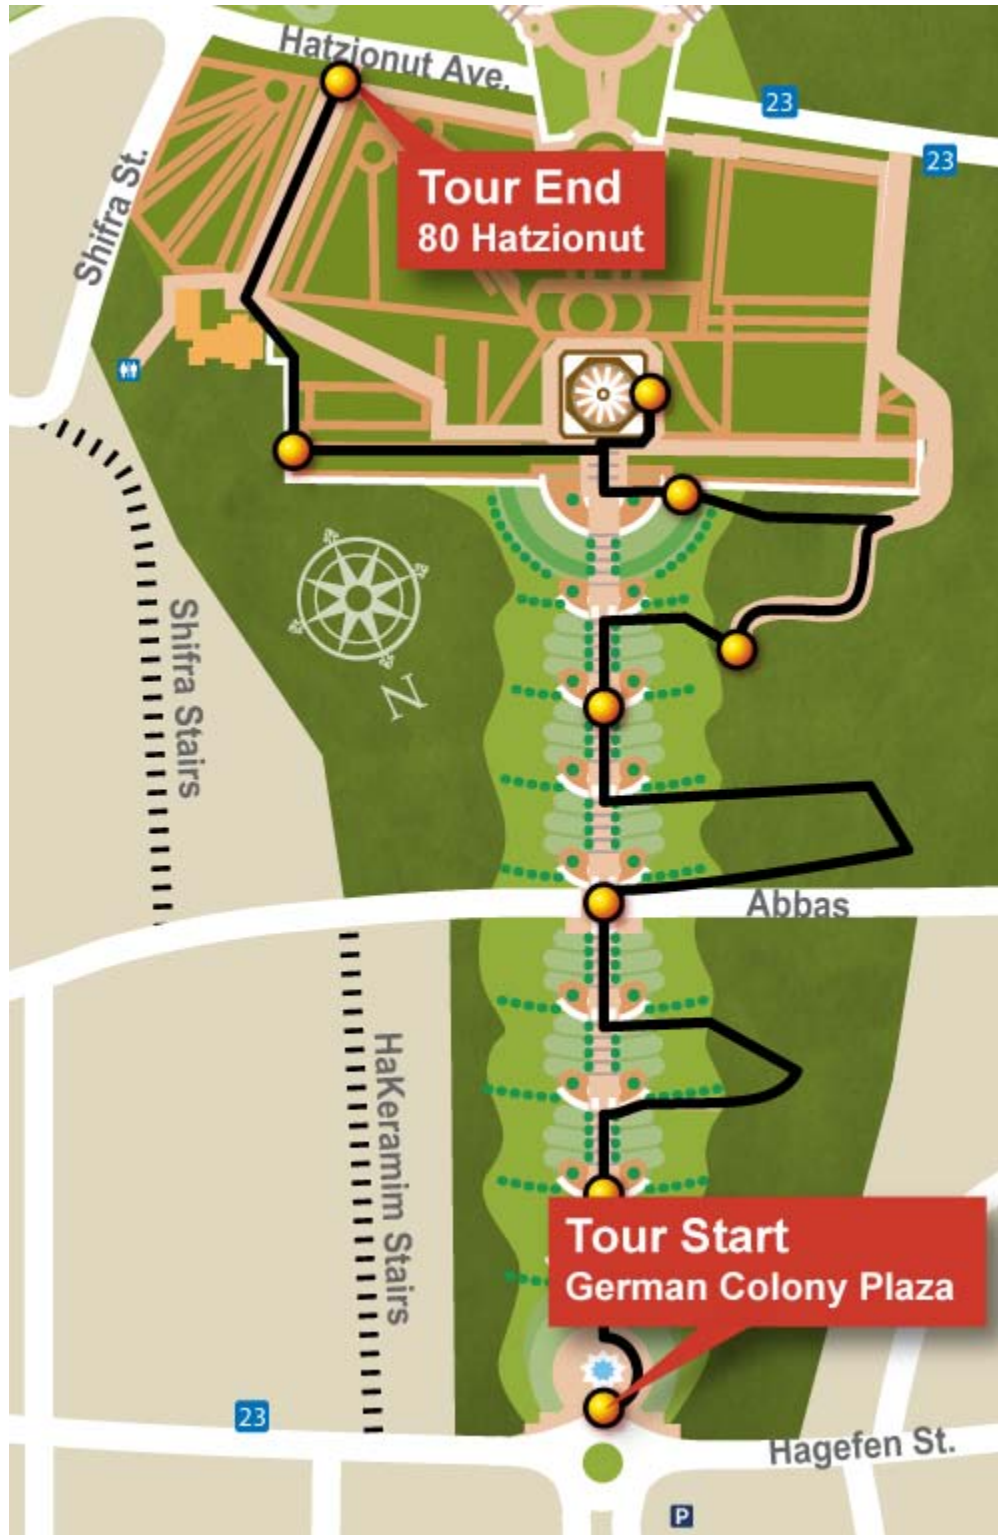 Hatzionut Ave.
23
23
Shifra St.
Tour End
80 Hatzionut
N
Shifra Stairs
Abbas
HaKeramim Stairs
Tour Start
German Colony Plaza
23
Hagefen St.
P